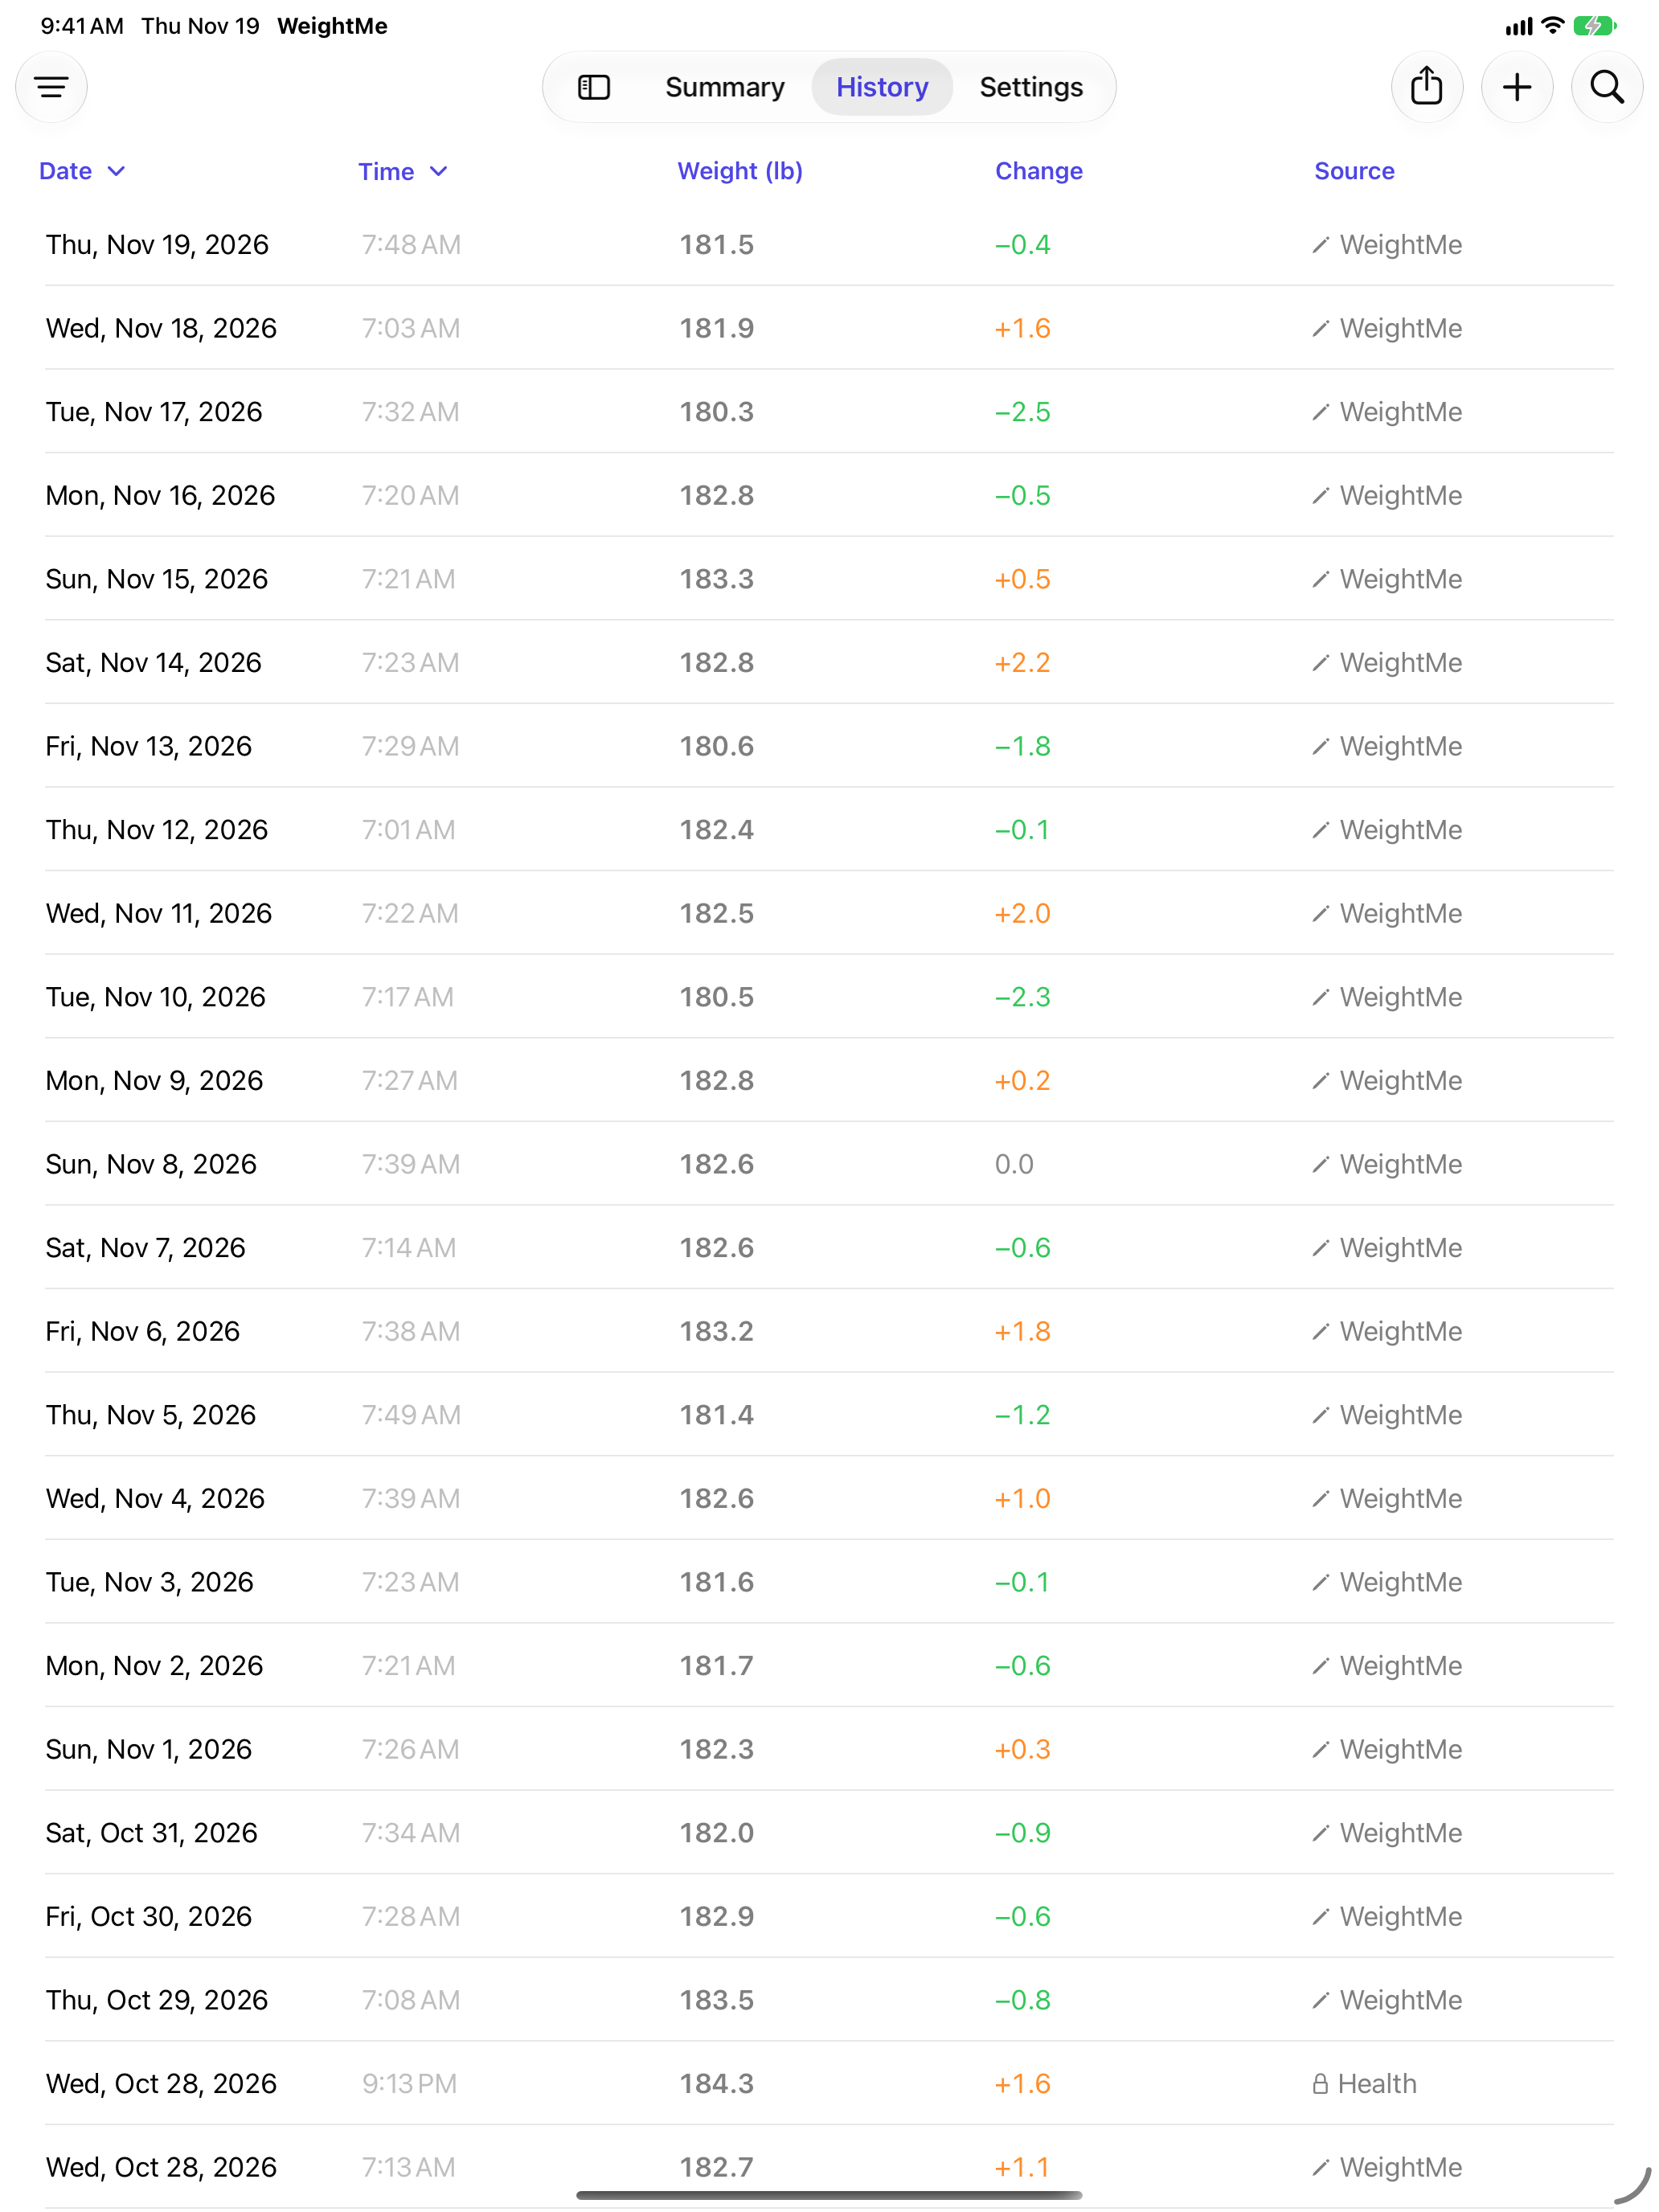 9:41 AM Thu Nov 19 WeightMe
Summary History Settings
Date Time Weight (lb) Change Source
Thu, Nov 19, 2026 7:48 AM 181.5 −0.4 WeightMe
Wed, Nov 18, 2026 7:03 AM 181.9 +1.6 WeightMe
Tue, Nov 17, 2026 7:32 AM 180.3 −2.5 WeightMe
Mon, Nov 16, 2026 7:20 AM 182.8 −0.5 WeightMe
Sun, Nov 15, 2026 7:21 AM 183.3 +0.5 WeightMe
Sat, Nov 14, 2026 7:23 AM 182.8 +2.2 WeightMe
Fri, Nov 13, 2026 7:29 AM 180.6 −1.8 WeightMe
Thu, Nov 12, 2026 7:01 AM 182.4 −0.1 WeightMe
Wed, Nov 11, 2026 7:22 AM 182.5 +2.0 WeightMe
Tue, Nov 10, 2026 7:17 AM 180.5 −2.3 WeightMe
Mon, Nov 9, 2026 7:27 AM 182.8 +0.2 WeightMe
Sun, Nov 8, 2026 7:39 AM 182.6 0.0 WeightMe
Sat, Nov 7, 2026 7:14 AM 182.6 −0.6 WeightMe
Fri, Nov 6, 2026 7:38 AM 183.2 +1.8 WeightMe
Thu, Nov 5, 2026 7:49 AM 181.4 −1.2 WeightMe
Wed, Nov 4, 2026 7:39 AM 182.6 +1.0 WeightMe
Tue, Nov 3, 2026 7:23 AM 181.6 −0.1 WeightMe
Mon, Nov 2, 2026 7:21 AM 181.7 −0.6 WeightMe
Sun, Nov 1, 2026 7:26 AM 182.3 +0.3 WeightMe
Sat, Oct 31, 2026 7:34 AM 182.0 −0.9 WeightMe
Fri, Oct 30, 2026 7:28 AM 182.9 −0.6 WeightMe
Thu, Oct 29, 2026 7:08 AM 183.5 −0.8 WeightMe
Wed, Oct 28, 2026 9:13 PM 184.3 +1.6 Health
Wed, Oct 28, 2026 7:13 AM 182.7 +1.1 WeightMe